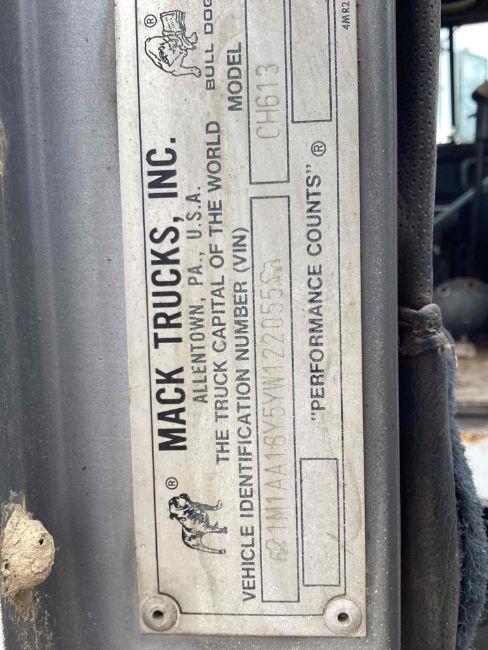 MACK TRUCKS, INC.
ALLENTOWN, PA., U.S.A.
THE TRUCK CAPITAL OF THE WORLD
BULL DOG
VEHICLE IDENTIFICATION NUMBER (VIN)
MODEL
1M1AA18Y5YW122055
CH613
"PERFORMANCE COUNTS" ®
4MR2